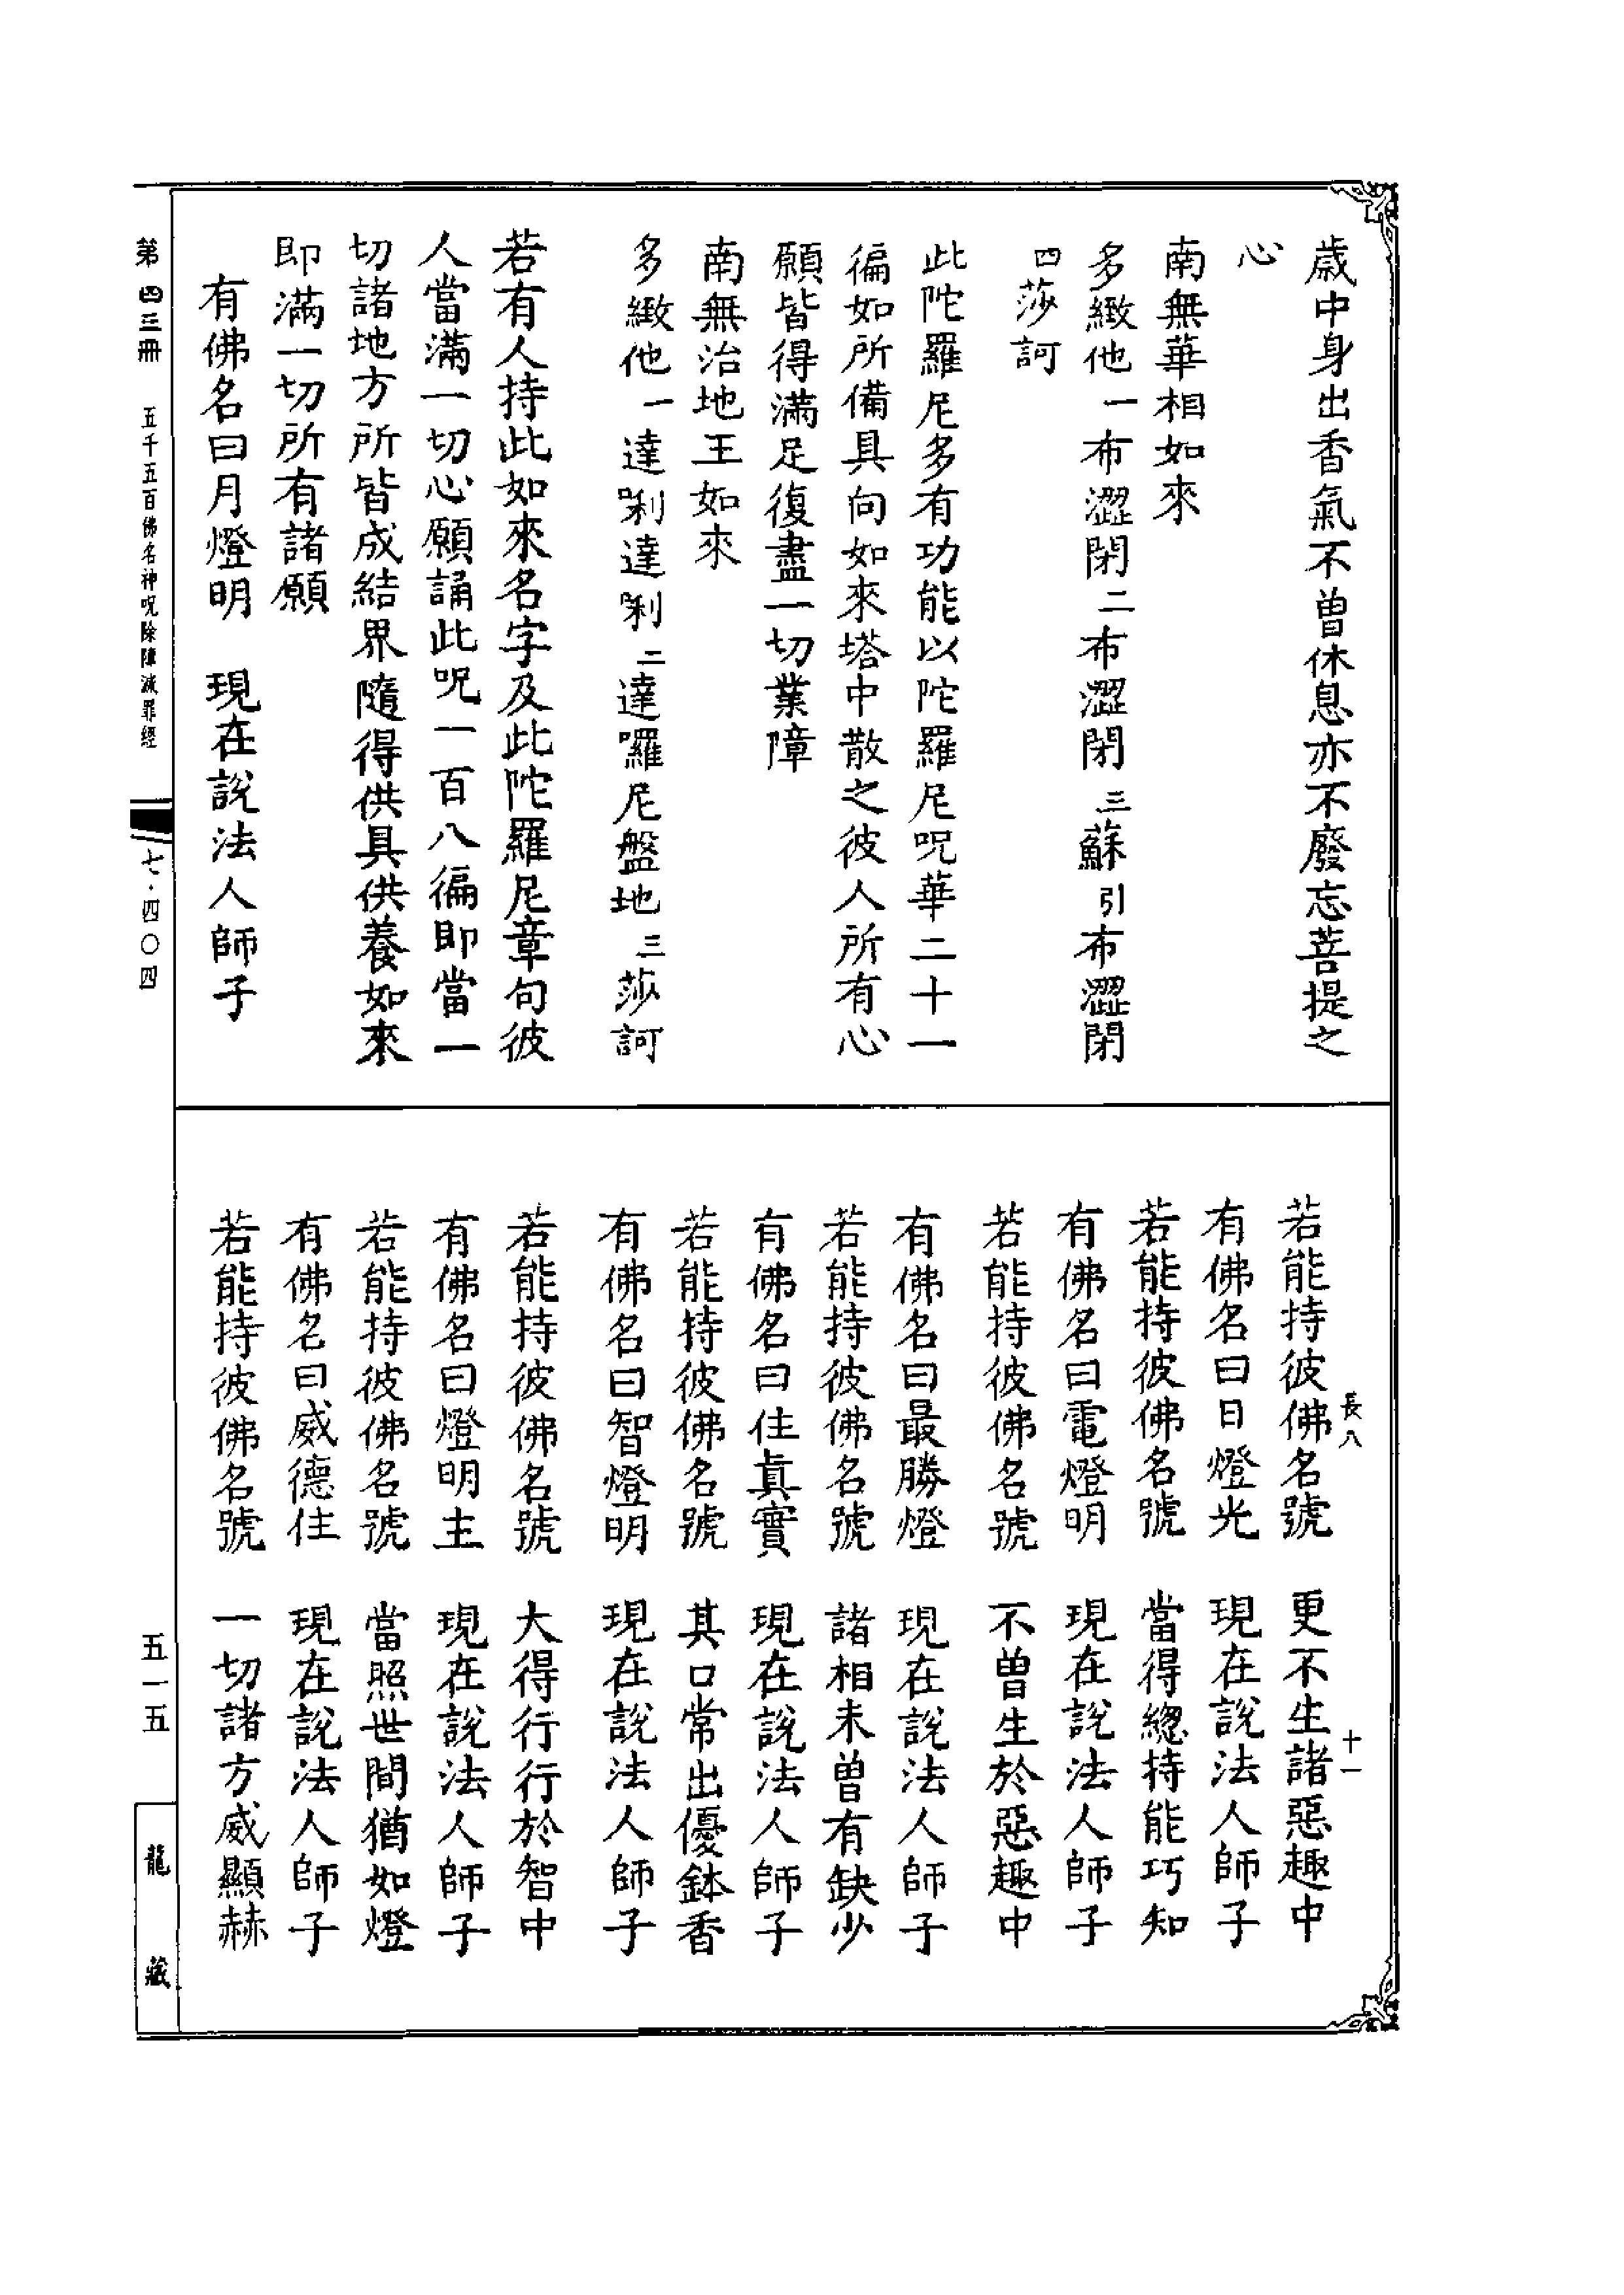 歲中身出香氣不曾休息亦不廢忘菩提之
心
南無華相如來
多緻他一布澀閉二布澀閉三蘇引布澀閉
四莎訶
此陀羅尼多有功能以陀羅尼呪華二十一
徧如所備具向如來塔中散之彼人所有心
願皆得滿足復盡一切業障
南無治地王如來
多緻他一達唎達唎二達囉尼盤地三莎訶
若有人持此如來名字及此陀羅尼章句彼
人當滿一切心願誦此呪一百八徧即當一
切諸地方所皆成結界隨得供具供養如來
即滿一切所有諸願
有佛名曰月燈明　現在說法人師子
長八
十一
若能持彼佛名號　更不生諸惡趣中
有佛名曰日燈光　現在說法人師子
若能持彼佛名號　當得總持能巧知
有佛名曰電燈明　現在說法人師子
若能持彼佛名號　不曾生於惡趣中
有佛名曰最勝燈　現在說法人師子
若能持彼佛名號　諸相未曾有缺少
有佛名曰住真實　現在說法人師子
若能持彼佛名號　其口常出優鉢香
有佛名曰智燈明　現在說法人師子
若能持彼佛名號　大得行行於智中
有佛名曰燈明主　現在說法人師子
若能持彼佛名號　當照世間猶如燈
有佛名曰威德住　現在說法人師子
若能持彼佛名號　一切諸方威顯赫
第四三冊　五千五百佛名神呪除障滅罪經　七·四〇四
五一五
龍藏